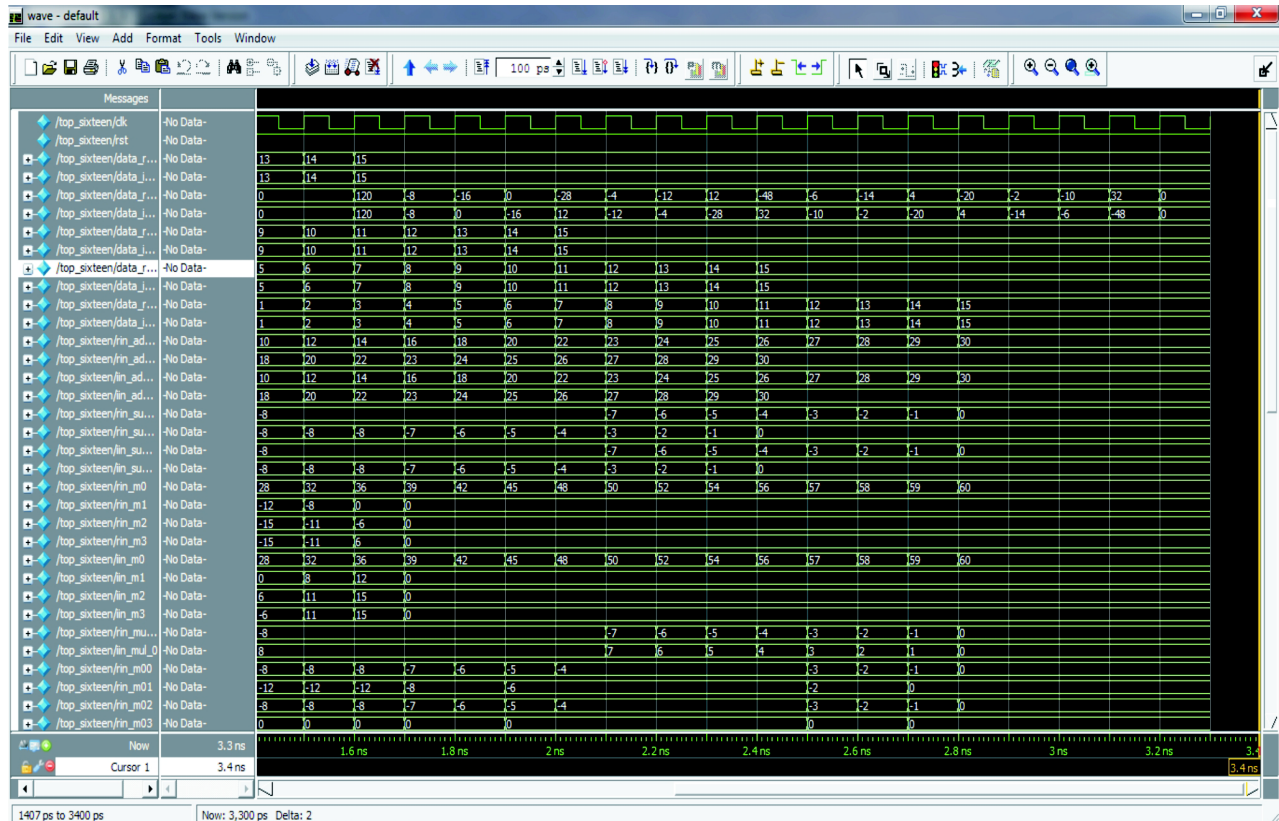 wave - default
File Edit View Add Format Tools Window
100 ps
Messages
/top_sixteen/clk -No Data-
/top_sixteen/rst -No Data-
/top_sixteen/data_r... -No Data- 13 14 15
/top_sixteen/data_i... -No Data- 13 14 15
/top_sixteen/data_r... -No Data- 0 120 -8 -16 0 -28 -4 -12 12 -48 -6 -14 4 -20 -2 -10 32 0
/top_sixteen/data_i... -No Data- 0 120 -8 0 -16 12 -12 -4 -28 32 -10 -2 -20 4 -14 -6 -48 0
/top_sixteen/data_r... -No Data- 9 10 11 12 13 14 15
/top_sixteen/data_i... -No Data- 9 10 11 12 13 14 15
/top_sixteen/data_r... -No Data- 5 6 7 8 9 10 11 12 13 14 15
/top_sixteen/data_i... -No Data- 5 6 7 8 9 10 11 12 13 14 15
/top_sixteen/data_r... -No Data- 1 2 3 4 5 6 7 8 9 10 11 12 13 14 15
/top_sixteen/data_i... -No Data- 1 2 3 4 5 6 7 8 9 10 11 12 13 14 15
/top_sixteen/rin_ad... -No Data- 10 12 14 16 18 20 22 23 24 25 26 27 28 29 30
/top_sixteen/rin_ad... -No Data- 18 20 22 23 24 25 26 27 28 29 30
/top_sixteen/iin_ad... -No Data- 10 12 14 16 18 20 22 23 24 25 26 27 28 29 30
/top_sixteen/iin_ad... -No Data- 18 20 22 23 24 25 26 27 28 29 30
/top_sixteen/rin_su... -No Data- -8 -7 -6 -5 -4 -3 -2 -1 0
/top_sixteen/rin_su... -No Data- -8 -8 -8 -7 -6 -5 -4 -3 -2 -1 0
/top_sixteen/iin_su... -No Data- -8 -7 -6 -5 -4 -3 -2 -1 0
/top_sixteen/iin_su... -No Data- -8 -8 -8 -7 -6 -5 -4 -3 -2 -1 0
/top_sixteen/rin_m0 -No Data- 28 32 36 39 42 45 48 50 52 54 56 57 58 59 60
/top_sixteen/rin_m1 -No Data- -12 -8 0 0
/top_sixteen/rin_m2 -No Data- -15 -11 -6 0
/top_sixteen/rin_m3 -No Data- -15 -11 6 0
/top_sixteen/iin_m0 -No Data- 28 32 36 39 42 45 48 50 52 54 56 57 58 59 60
/top_sixteen/iin_m1 -No Data- 0 8 12 0
/top_sixteen/iin_m2 -No Data- 6 11 15 0
/top_sixteen/iin_m3 -No Data- -6 11 15 0
/top_sixteen/rin_mu... -No Data- -8 -7 -6 -5 -4 -3 -2 -1 0
/top_sixteen/iin_mul_0 -No Data- 8 7 6 5 4 3 2 1 0
/top_sixteen/rin_m00 -No Data- -8 -8 -8 -7 -6 -5 -4 -3 -2 -1 0
/top_sixteen/rin_m01 -No Data- -12 -12 -12 -8 -6 -2 0
/top_sixteen/rin_m02 -No Data- -8 -8 -8 -7 -6 -5 -4 -3 -2 -1 0
/top_sixteen/rin_m03 -No Data- 0 0 0 0 0 0 0
Now 3.3 ns 1.6 ns 1.8 ns 2 ns 2.2 ns 2.4 ns 2.6 ns 2.8 ns 3 ns 3.2 ns
Cursor 1 3.4 ns 3.4 ns
1407 ps to 3400 ps Now: 3,300 ps Delta: 2